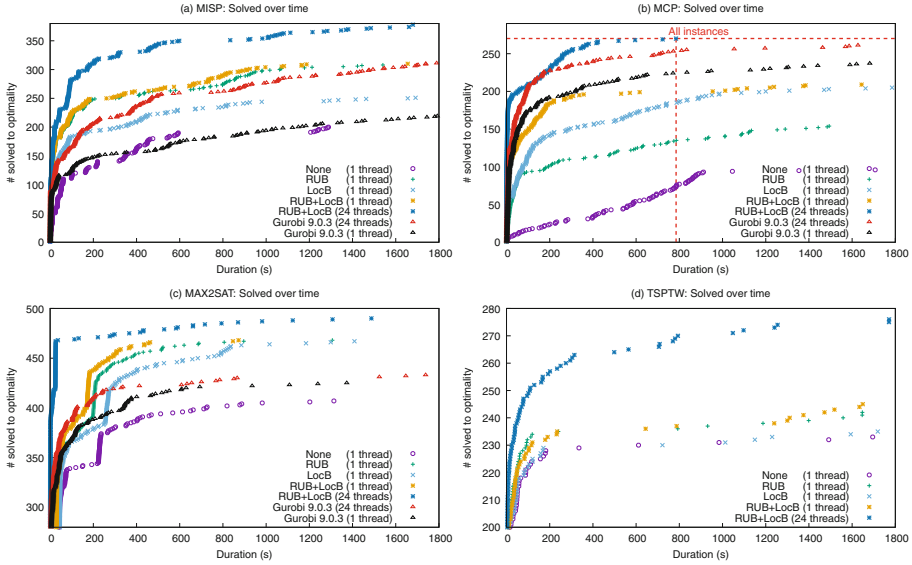 (a) MISP: Solved over time
# solved to optimality
350
300
250
200
150
100
50
0
None (1 thread)
RUB (1 thread)
LocB (1 thread)
RUB+LocB (1 thread)
RUB+LocB (24 threads)
Gurobi 9.0.3 (24 threads)
Gurobi 9.0.3 (1 thread)
0 200 400 600 800 1000 1200 1400 1600 1800
Duration (s)
(b) MCP: Solved over time
# solved to optimality
250
200
150
100
50
0
All instances
None (1 thread)
RUB (1 thread)
LocB (1 thread)
RUB+LocB (1 thread)
RUB+LocB (24 threads)
Gurobi 9.0.3 (24 threads)
Gurobi 9.0.3 (1 thread)
0 200 400 600 800 1000 1200 1400 1600 1800
Duration (s)
(c) MAX2SAT: Solved over time
# solved to optimality
500
450
400
350
300
None (1 thread)
RUB (1 thread)
LocB (1 thread)
RUB+LocB (1 thread)
RUB+LocB (24 threads)
Gurobi 9.0.3 (24 threads)
Gurobi 9.0.3 (1 thread)
0 200 400 600 800 1000 1200 1400 1600 1800
Duration (s)
(d) TSPTW: Solved over time
# solved to optimality
280
270
260
250
240
230
220
210
200
None (1 thread)
RUB (1 thread)
LocB (1 thread)
RUB+LocB (1 thread)
RUB+LocB (24 threads)
0 200 400 600 800 1000 1200 1400 1600 1800
Duration (s)